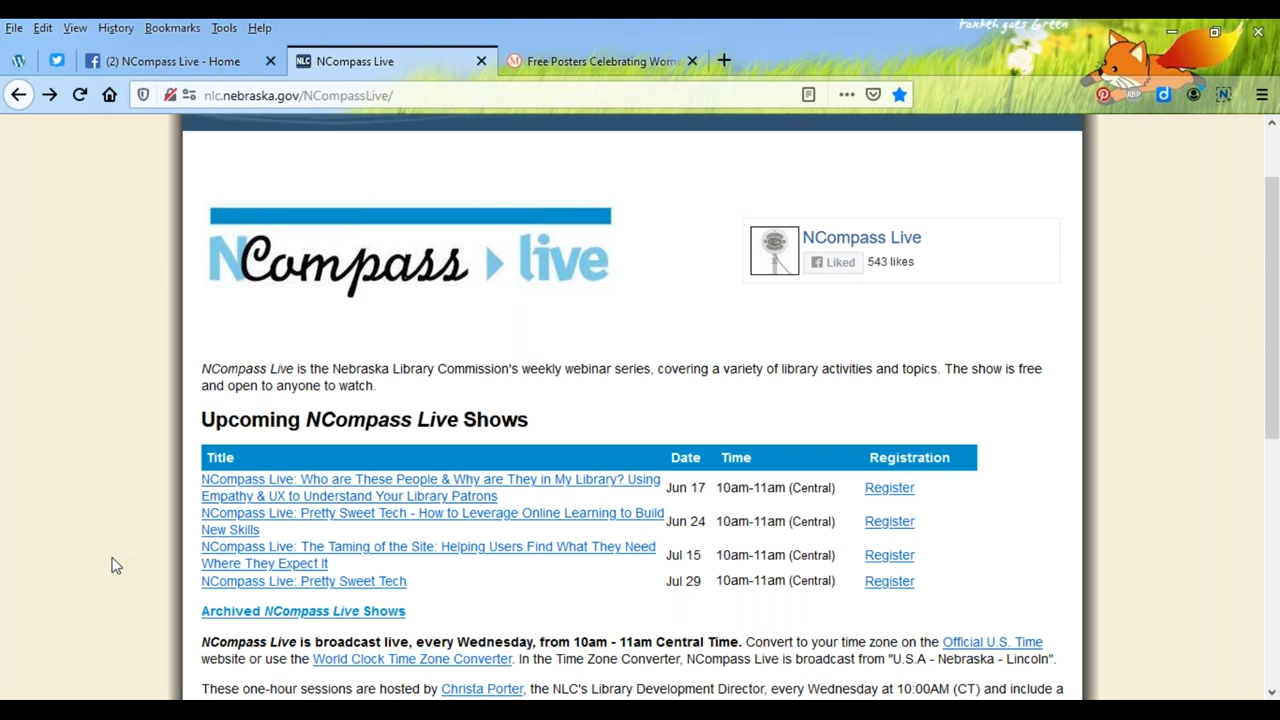 File Edit View History Bookmarks Tools Help
Foxkeh goes Green
(2) NCompass Live - Home
NLC NCompass Live
Free Posters Celebrating Wom
nlc.nebraska.gov/NCompassLive/
ABP
NCompass live
NCompass Live
Liked 543 likes
NCompass Live is the Nebraska Library Commission's weekly webinar series, covering a variety of library activities and topics. The show is free
and open to anyone to watch.
Upcoming NCompass Live Shows
Title Date Time Registration
NCompass Live: Who are These People & Why are They in My Library? Using
Empathy & UX to Understand Your Library Patrons
Jun 17 10am-11am (Central) Register
NCompass Live: Pretty Sweet Tech - How to Leverage Online Learning to Build
New Skills
Jun 24 10am-11am (Central) Register
NCompass Live: The Taming of the Site: Helping Users Find What They Need
Where They Expect It
Jul 15 10am-11am (Central) Register
NCompass Live: Pretty Sweet Tech Jul 29 10am-11am (Central) Register
Archived NCompass Live Shows
NCompass Live is broadcast live, every Wednesday, from 10am - 11am Central Time. Convert to your time zone on the Official U.S. Time
website or use the World Clock Time Zone Converter. In the Time Zone Converter, NCompass Live is broadcast from "U.S.A - Nebraska - Lincoln".
These one-hour sessions are hosted by Christa Porter, the NLC's Library Development Director, every Wednesday at 10:00AM (CT) and include a